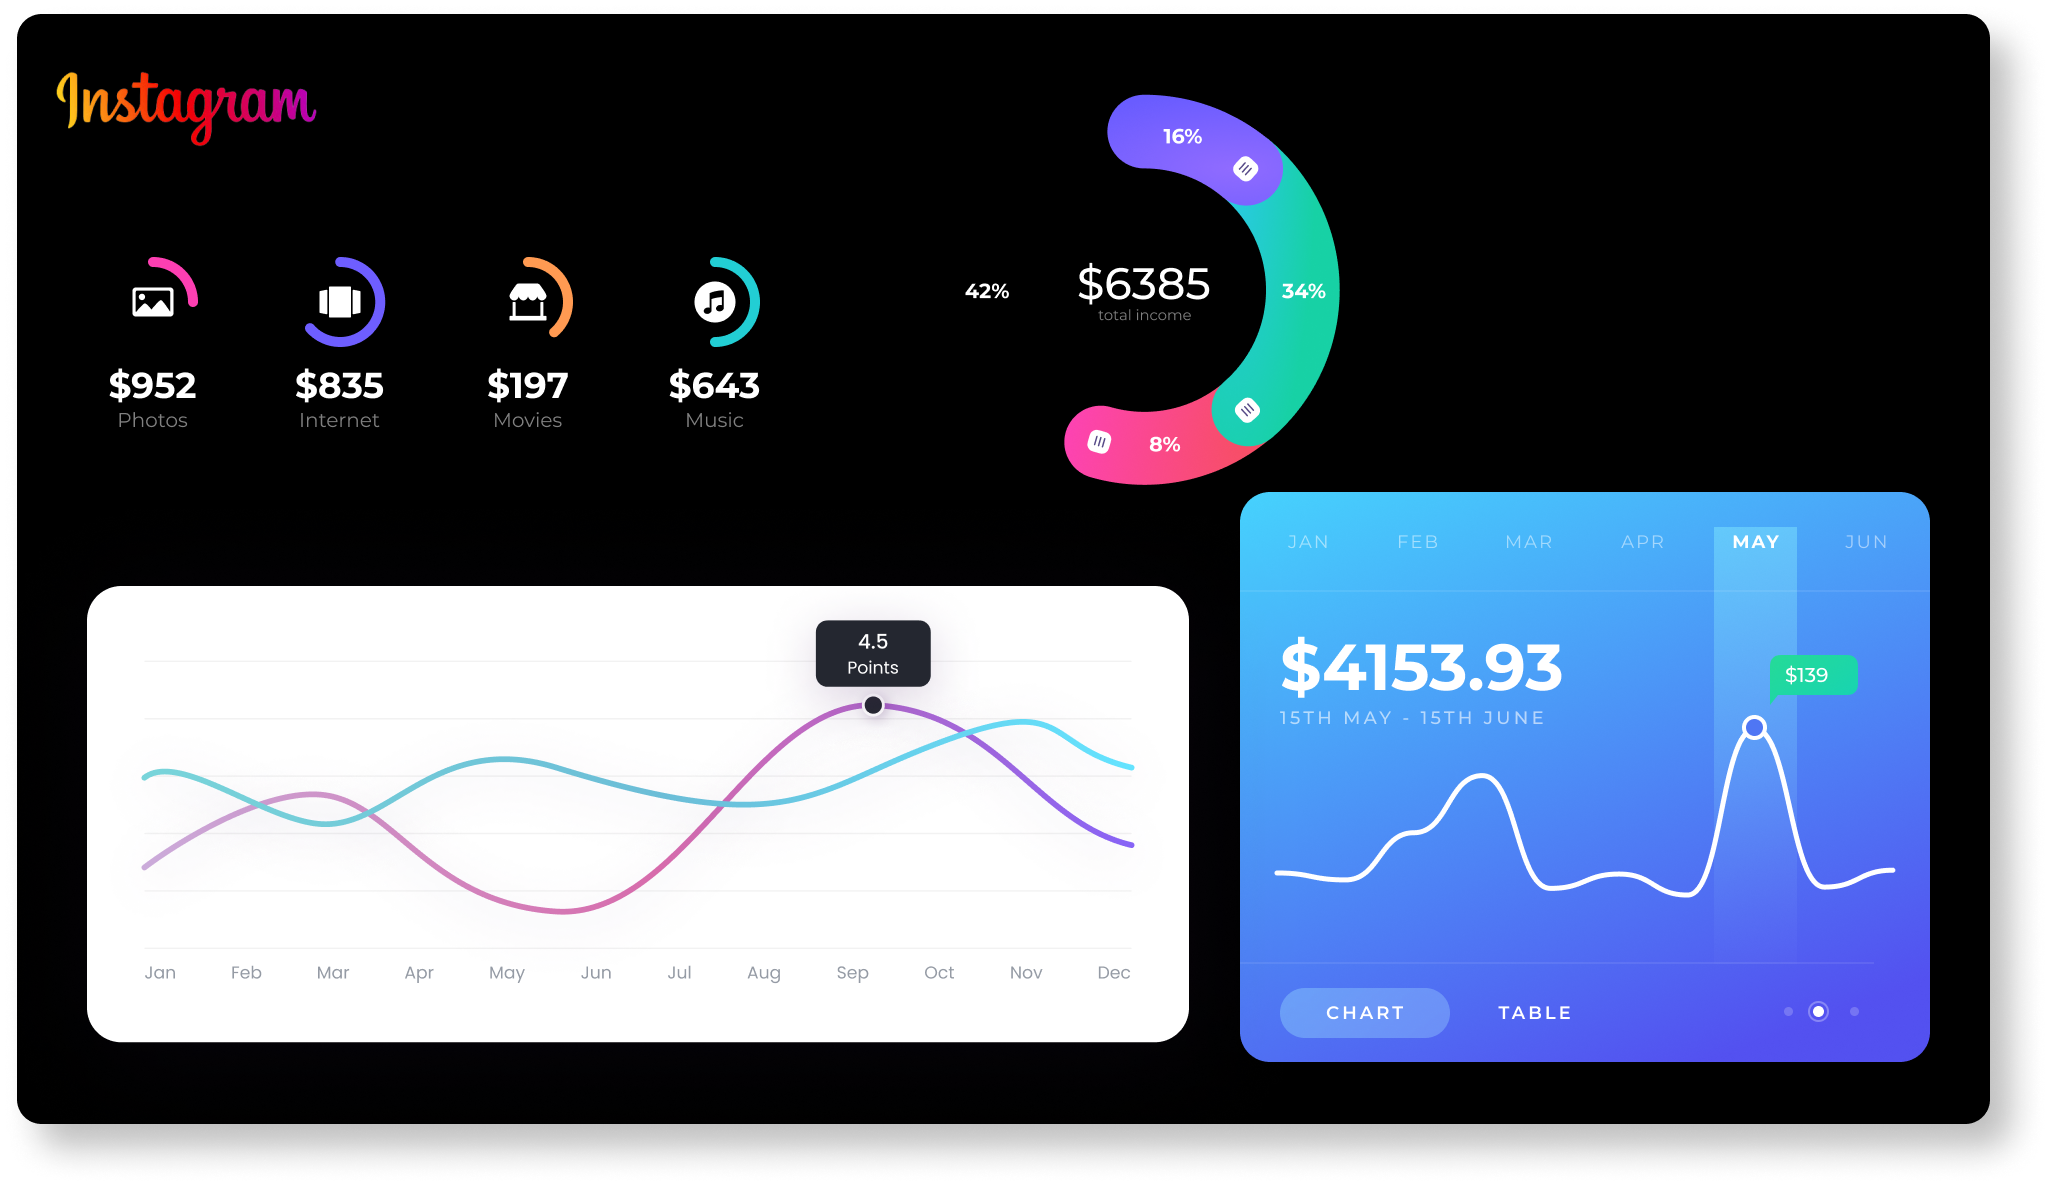 Instagram
$952
Photos
$835
Internet
$197
Movies
$643
Music
16%
42%
$6385
total income
34%
8%
4.5
Points
Jan Feb Mar Apr May Jun Jul Aug Sep Oct Nov Dec
JAN FEB MAR APR MAY JUN
$4153.93
15TH MAY - 15TH JUNE
$139
CHART TABLE